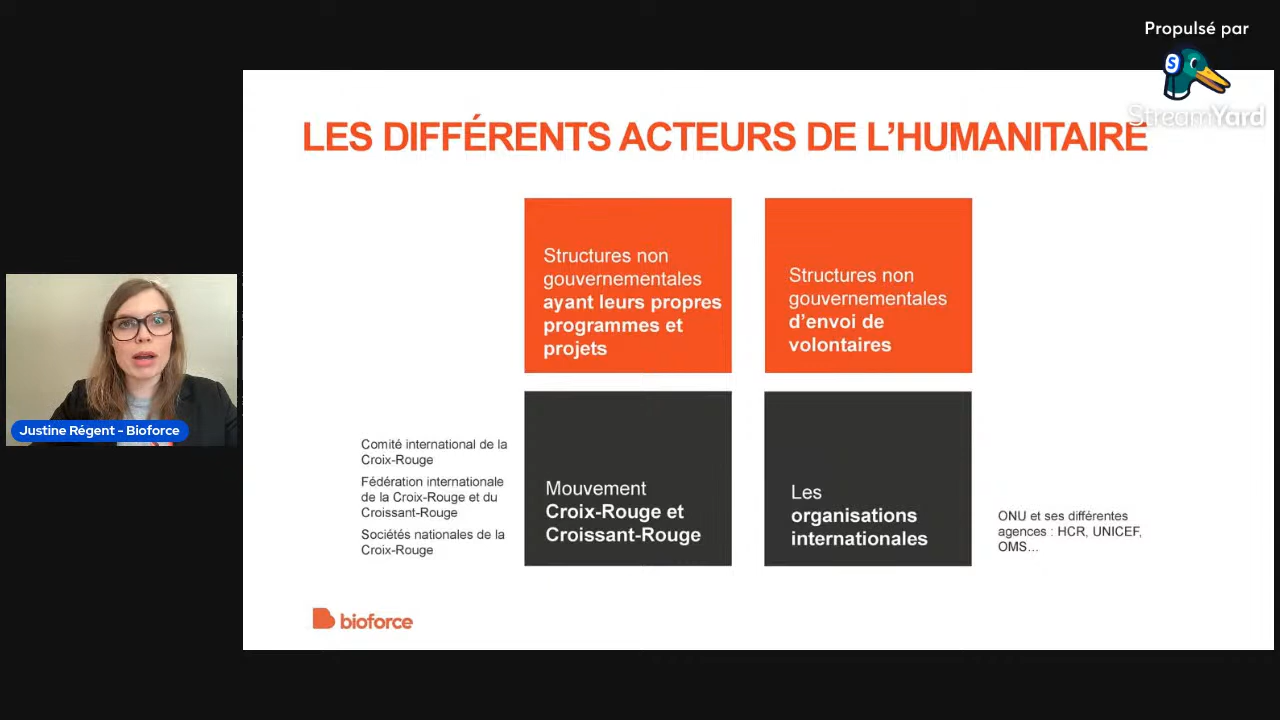 Propulsé par
StreamYard
LES DIFFÉRENTS ACTEURS DE L'HUMANITAIRE
Structures non
gouvernementales
ayant leurs propres
programmes et
projets
Structures non
gouvernementales
d'envoi de
volontaires
Justine Régent - Bioforce
Comité international de la
Croix-Rouge
Fédération internationale
de la Croix-Rouge et du
Croissant-Rouge
Sociétés nationales de la
Croix-Rouge
Mouvement
Croix-Rouge et
Croissant-Rouge
Les
organisations
internationales
ONU et ses différentes
agences : HCR, UNICEF,
OMS...
bioforce